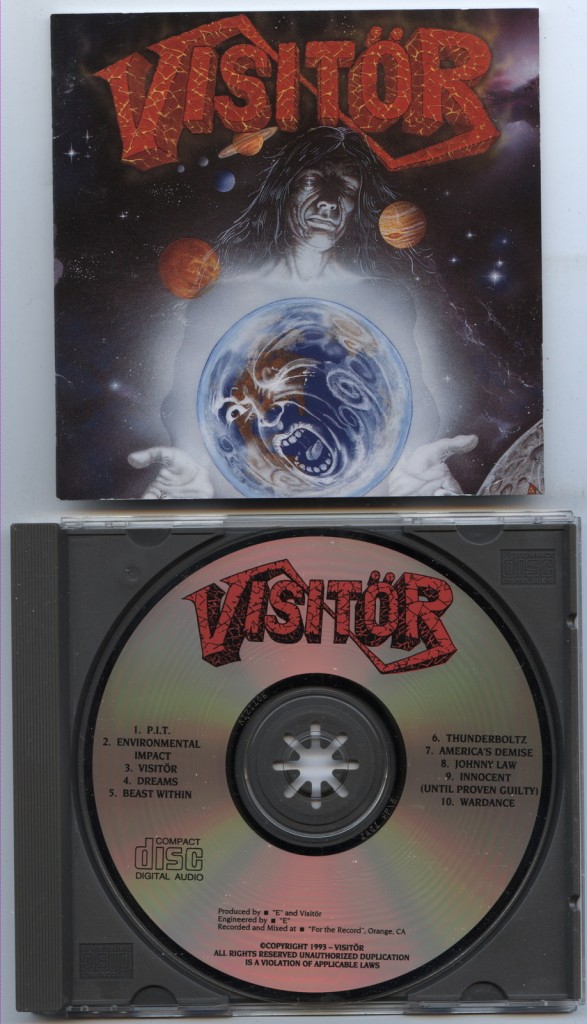 VISITÖR
VISITÖR
1. P.I.T.
2. ENVIRONMENTAL
IMPACT
3. VISITÖR
4. DREAMS
5. BEAST WITHIN
6. THUNDERBOLTZ
7. AMERICA'S DEMISE
8. JOHNNY LAW
9. INNOCENT
(UNTIL PROVEN GUILTY)
10. WARDANCE
COMPACT
disc
DIGITAL AUDIO
Produced by ■ "E" and Visitör
Engineered by ■ "E"
Recorded and Mixed at ■ "For the Record", Orange, CA
©COPYRIGHT 1993 – VISITÖR
ALL RIGHTS RESERVED UNAUTHORIZED DUPLICATION
IS A VIOLATION OF APPLICABLE LAWS